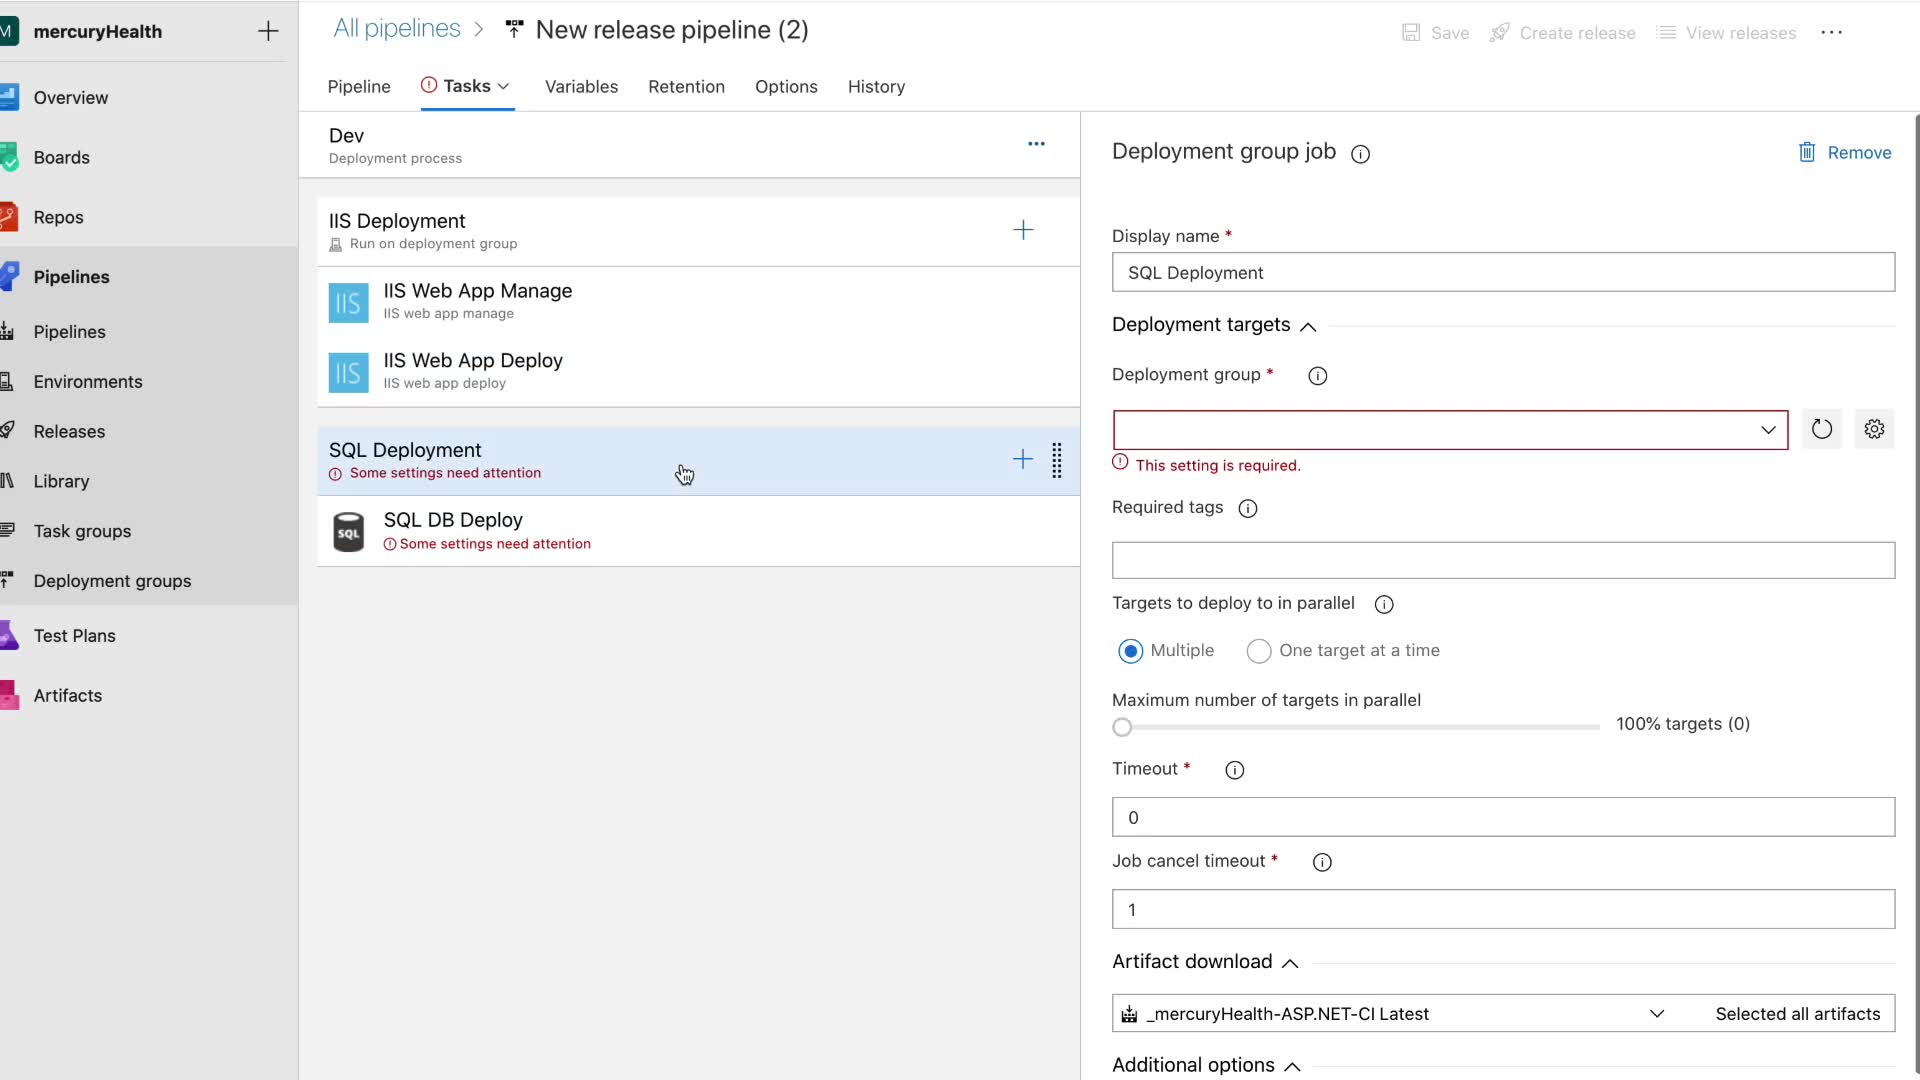 M mercuryHealth
Overview
Boards
Repos
Pipelines
Pipelines
Environments
Releases
Library
Task groups
Deployment groups
Test Plans
Artifacts
All pipelines > New release pipeline (2)
Save Create release View releases ...
Pipeline Tasks Variables Retention Options History
Dev
Deployment process
IIS Deployment
Run on deployment group
IIS IIS Web App Manage
IIS web app manage
IIS IIS Web App Deploy
IIS web app deploy
SQL Deployment
Some settings need attention
SQL SQL DB Deploy
Some settings need attention
Deployment group job
Remove
Display name *
SQL Deployment
Deployment targets
Deployment group *
This setting is required.
Required tags
Targets to deploy to in parallel
Multiple One target at a time
Maximum number of targets in parallel
100% targets (0)
Timeout *
0
Job cancel timeout *
1
Artifact download
_mercuryHealth-ASP.NET-CI Latest Selected all artifacts
Additional options